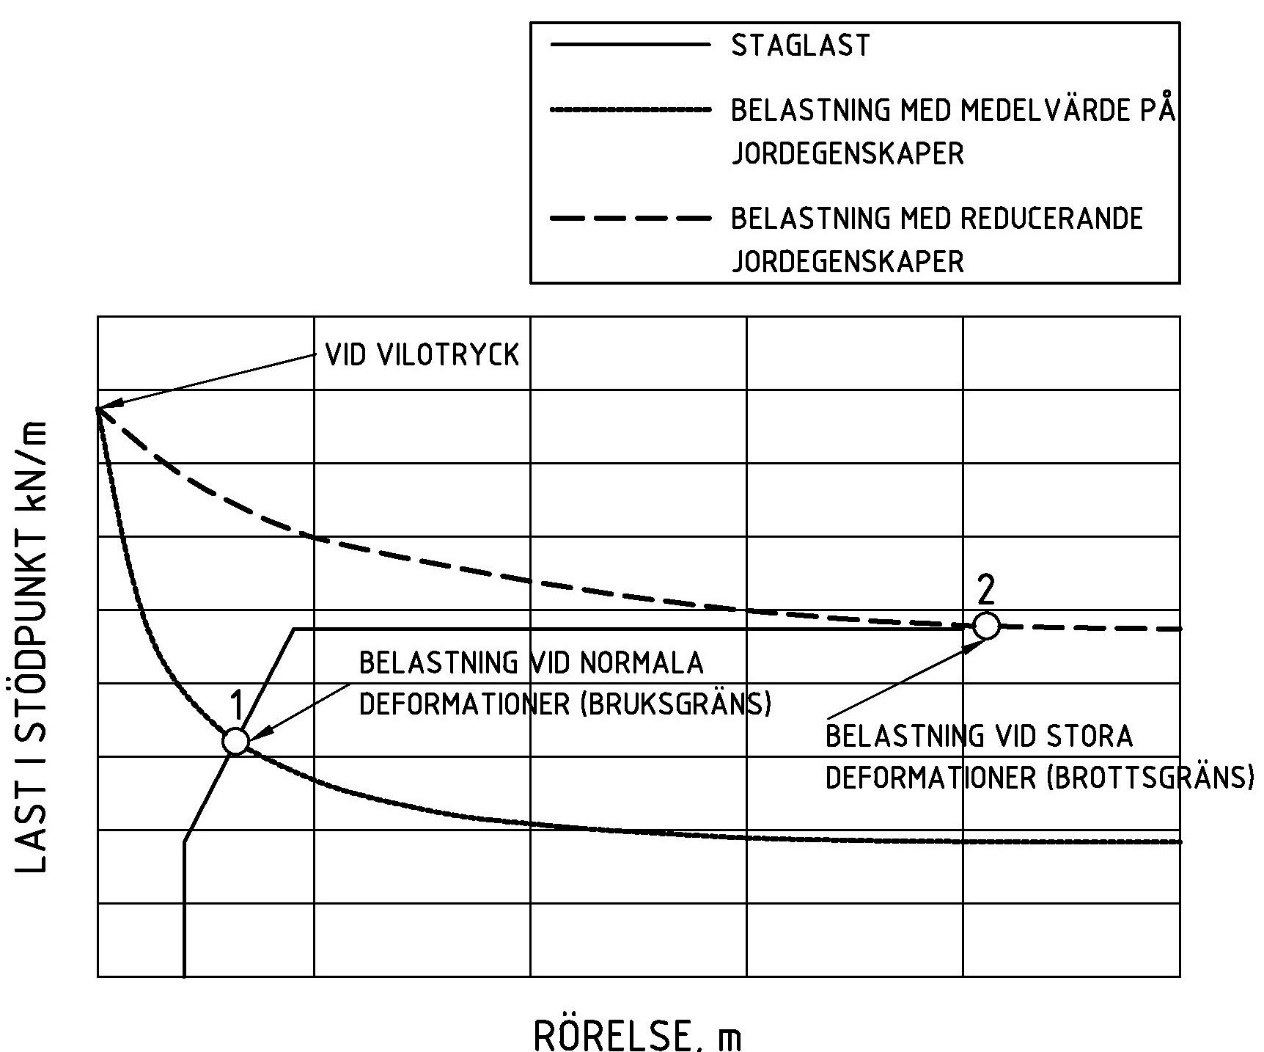 STAGLAST
BELASTNING MED MEDELVÄRDE PÅ
JORDEGENSKAPER
BELASTNING MED REDUCERANDE
JORDEGENSKAPER
VID VILOTRYCK
2
BELASTNING VID NORMALA
DEFORMATIONER (BRUKSGRÄNS)
1
BELASTNING VID STORA
DEFORMATIONER (BROTTSGRÄNS)
LAST I STÖDPUNKT kN/m
RÖRELSE, m